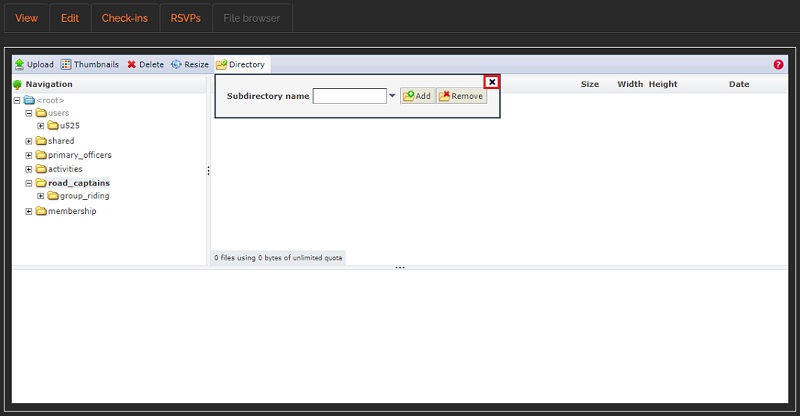 View Edit Check-ins RSVPs File browser
Upload Thumbnails Delete Resize Directory
Navigation Size Width Height Date
Subdirectory name Add Remove
<root>
users
u525
shared
primary_officers
activities
road_captains
group_riding
membership
0 files using 0 bytes of unlimited quota